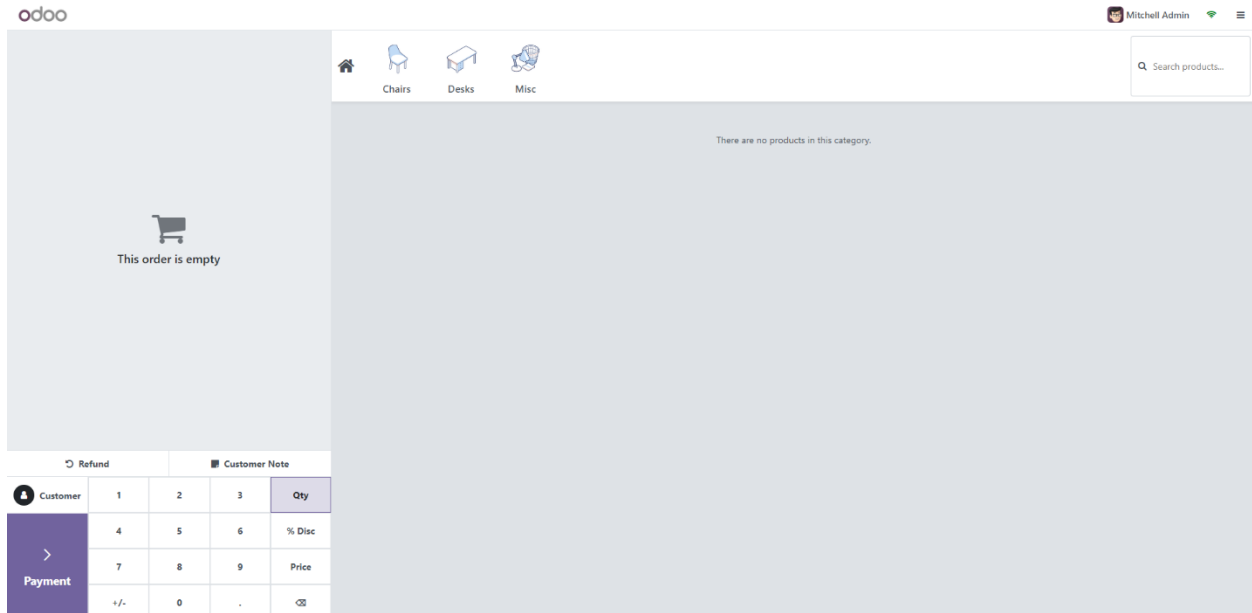 odoo
Mitchell Admin
Chairs
Desks
Misc
Search products...
There are no products in this category.
This order is empty
Refund
Customer Note
Customer
1
2
3
Qty
4
5
6
% Disc
Payment
7
8
9
Price
+/-
0
.